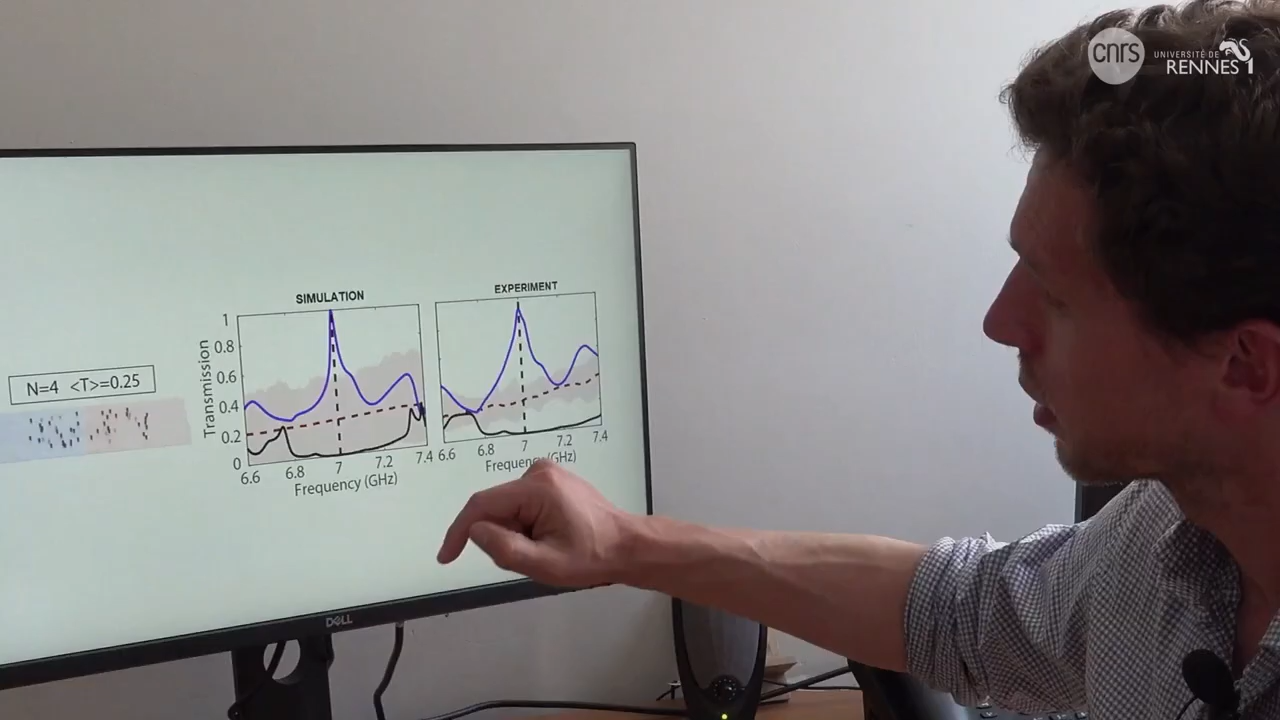 cnrs
UNIVERSITÉ DE
RENNES 1
SIMULATION
EXPERIMENT
N=4 <T>=0.25
Transmission
1
0.8
0.6
0.4
0.2
0
6.6 6.8 7 7.2 7.4
Frequency (GHz)
6.6 6.8 7 7.2 7.4
Frequency (GHz)
DELL